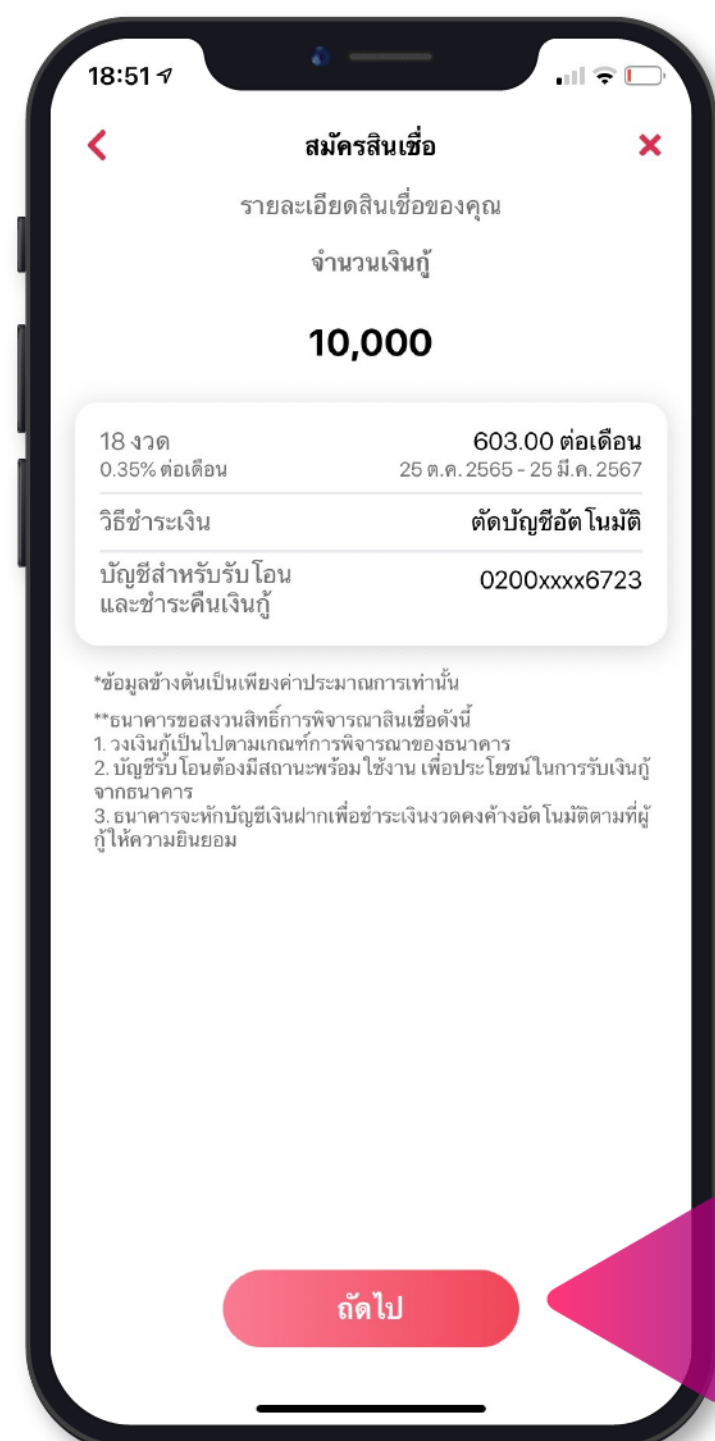 18:51
สมัครสินเชื่อ
รายละเอียดสินเชื่อของคุณ
จำนวนเงินกู้
10,000
18 งวด 603.00 ต่อเดือน
0.35% ต่อเดือน 25 ต.ค. 2565 - 25 มี.ค. 2567
วิธีชำระเงิน ตัดบัญชีอัตโนมัติ
บัญชีสำหรับรับโอน 0200xxxx6723
และชำระคืนเงินกู้
*ข้อมูลข้างต้นเป็นเพียงค่าประมาณการเท่านั้น
**ธนาคารขอสงวนสิทธิ์การพิจารณาสินเชื่อดังนี้
1. วงเงินกู้เป็นไปตามเกณฑ์การพิจารณาของธนาคาร
2. บัญชีรับโอนต้องมีสถานะพร้อมใช้งาน เพื่อประโยชน์ในการรับเงินกู้
จากธนาคาร
3. ธนาคารจะหักบัญชีเงินฝากเพื่อชำระเงินงวดคงค้างอัตโนมัติตามที่ผู้
กู้ให้ความยินยอม
ถัดไป